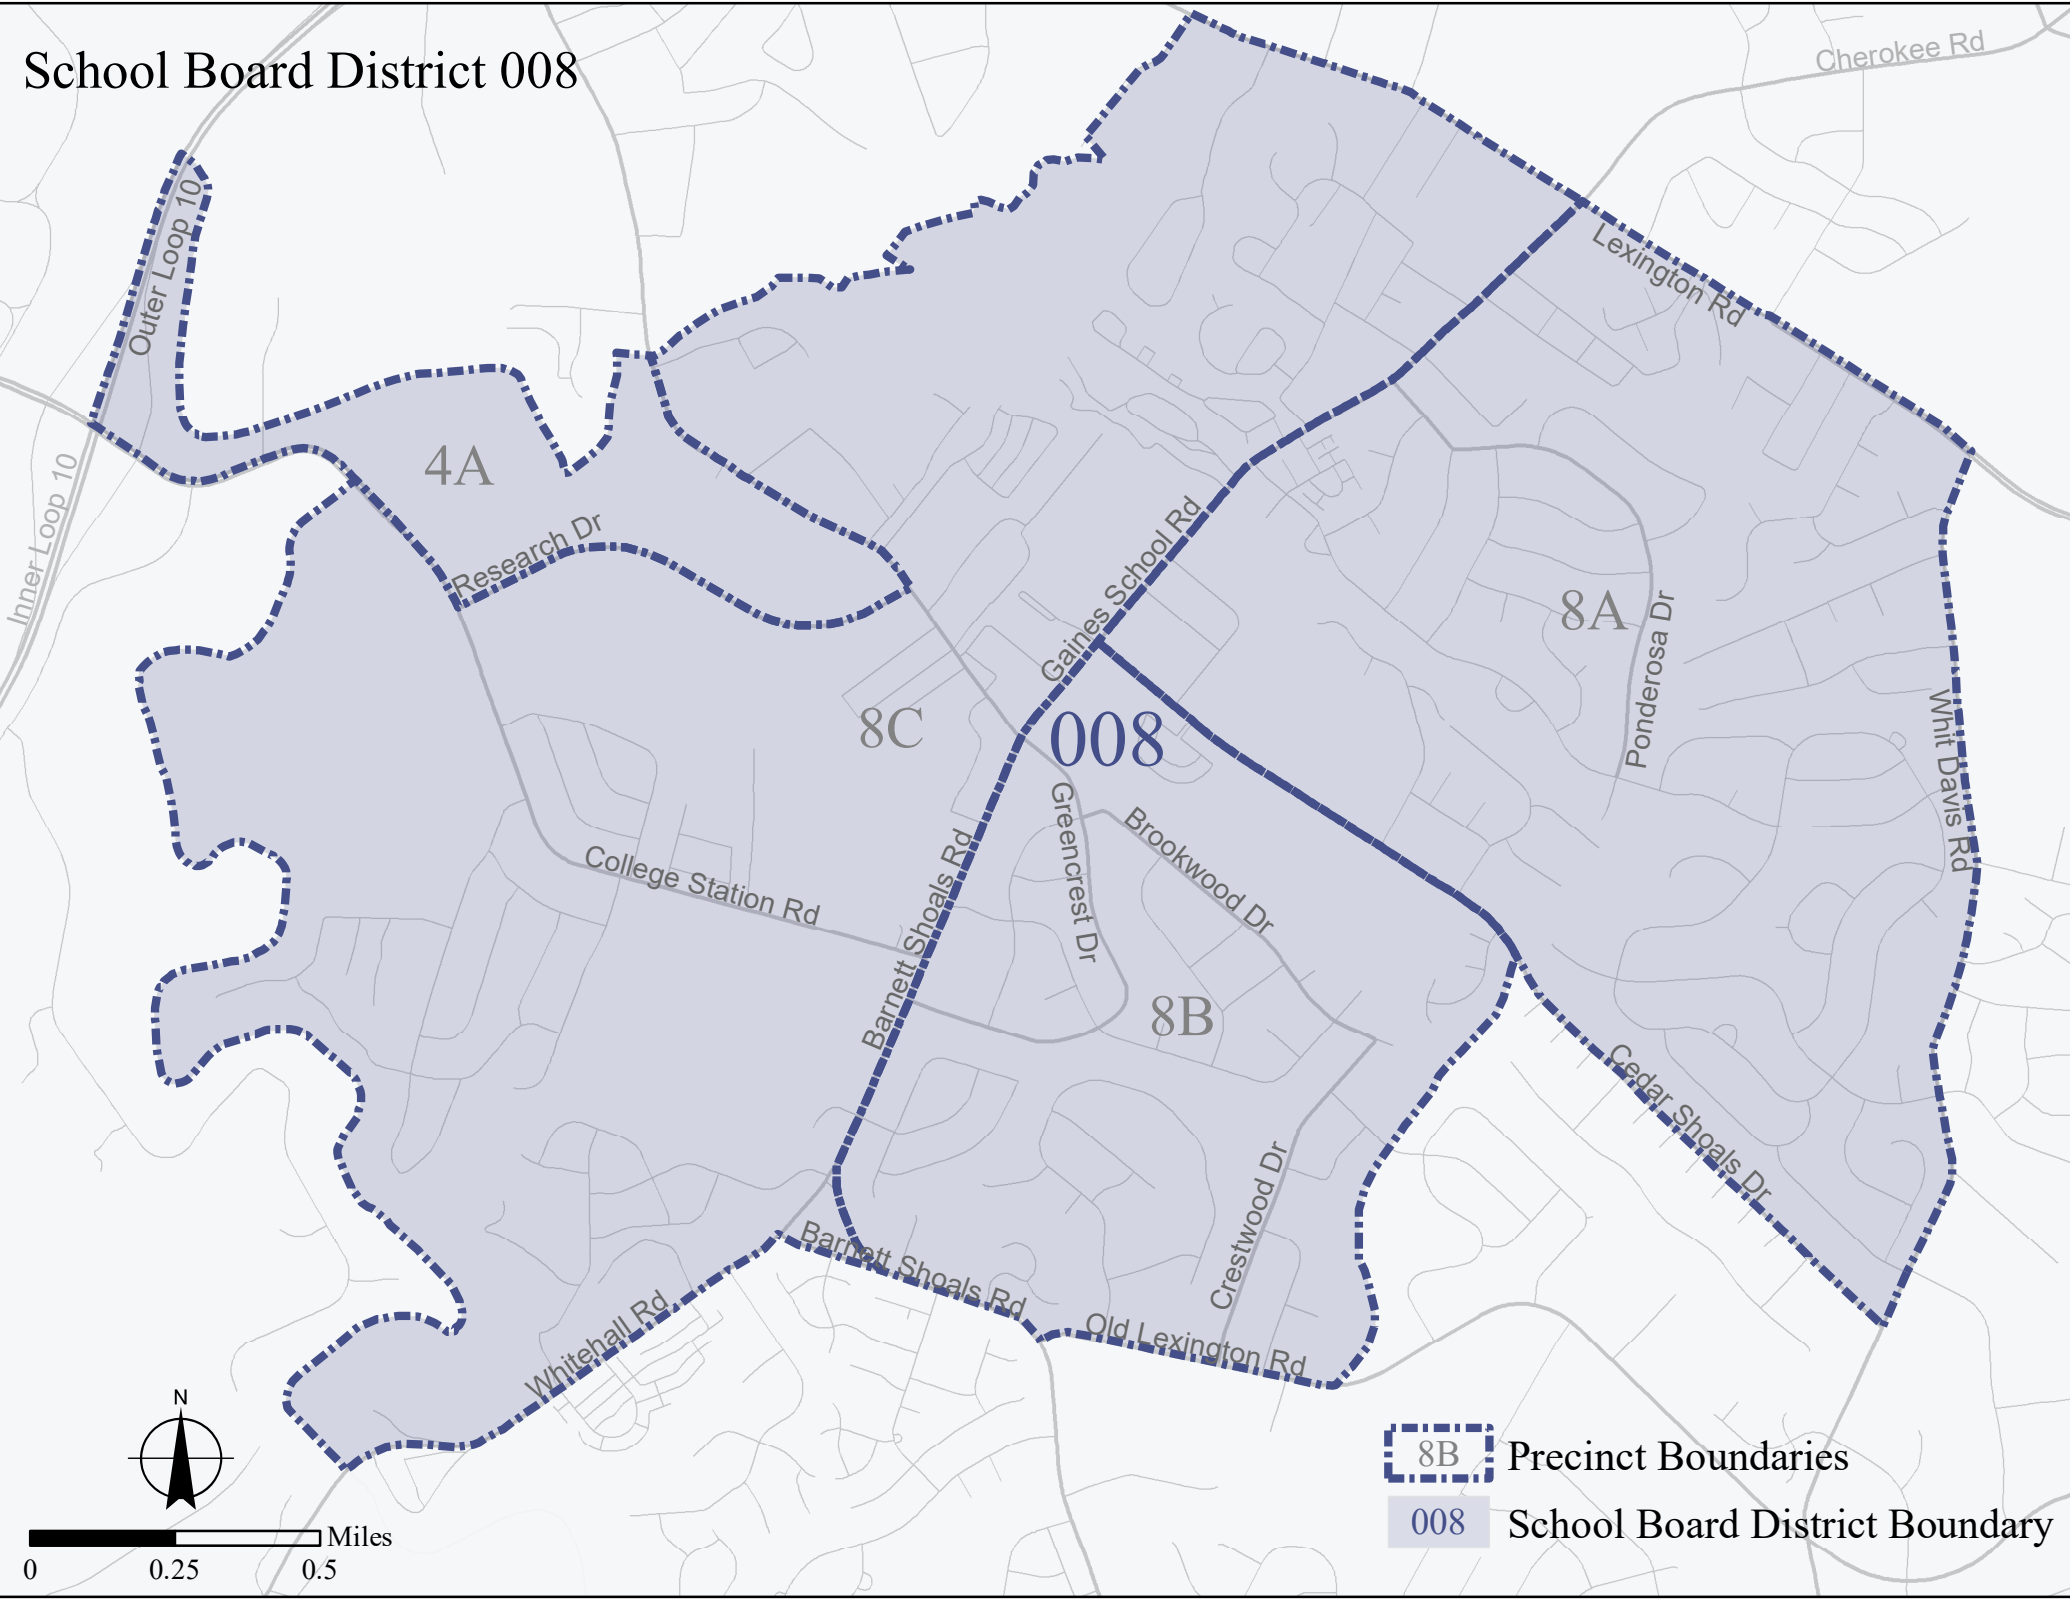 School Board District 008
Cherokee Rd
Outer Loop 10
Lexington Rd
4A
Inner Loop 10
Research Dr
Gaines School Rd
8A
Ponderosa Dr
8C
008
Whit Davis Rd
Greencrest Dr
Brookwood Dr
College Station Rd
Barnett Shoals Rd
8B
Cedar Shoals Dr
Crestwood Dr
Barnett Shoals Rd
Old Lexington Rd
Whitehall Rd
N
8B Precinct Boundaries
008 School Board District Boundary
Miles
0 0.25 0.5